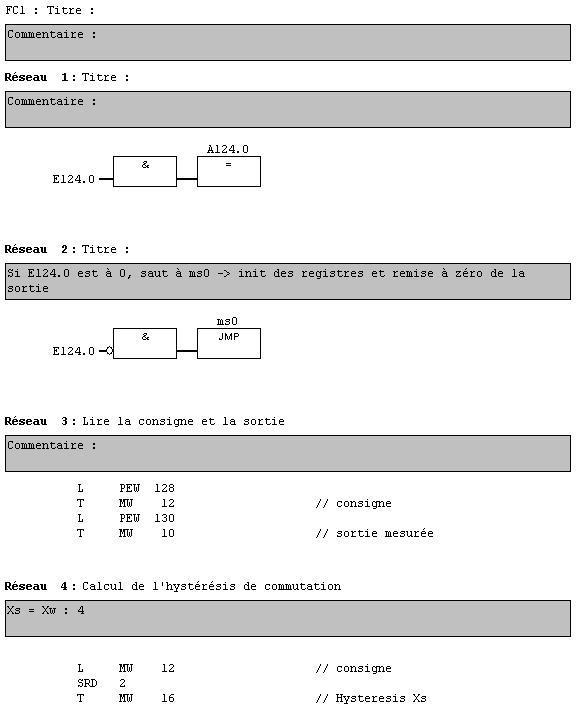 FC1 : Titre :
Commentaire :
Réseau 1 : Titre :
Commentaire :
A124.0
& =
E124.0
Réseau 2 : Titre :
Si E124.0 est à 0, saut à ms0 -> init des registres et remise à zéro de la
sortie
ms0
& JMP
E124.0
Réseau 3 : Lire la consigne et la sortie
Commentaire :
L PEW 128
T MW 12 // consigne
L PEW 130
T MW 10 // sortie mesurée
Réseau 4 : Calcul de l'hystérésis de commutation
Xs = Xw : 4
L MW 12 // consigne
SRD 2
T MW 16 // Hysteresis Xs